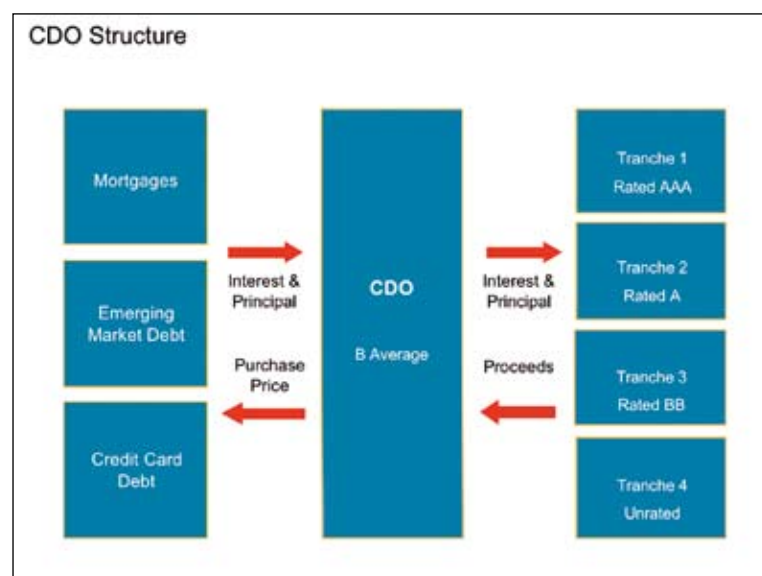 CDO Structure
Mortgages
Emerging
Market Debt
Credit Card
Debt
Interest &
Principal
Purchase
Price
CDO
B Average
Interest &
Principal
Proceeds
Tranche 1
Rated AAA
Tranche 2
Rated A
Tranche 3
Rated BB
Tranche 4
Unrated